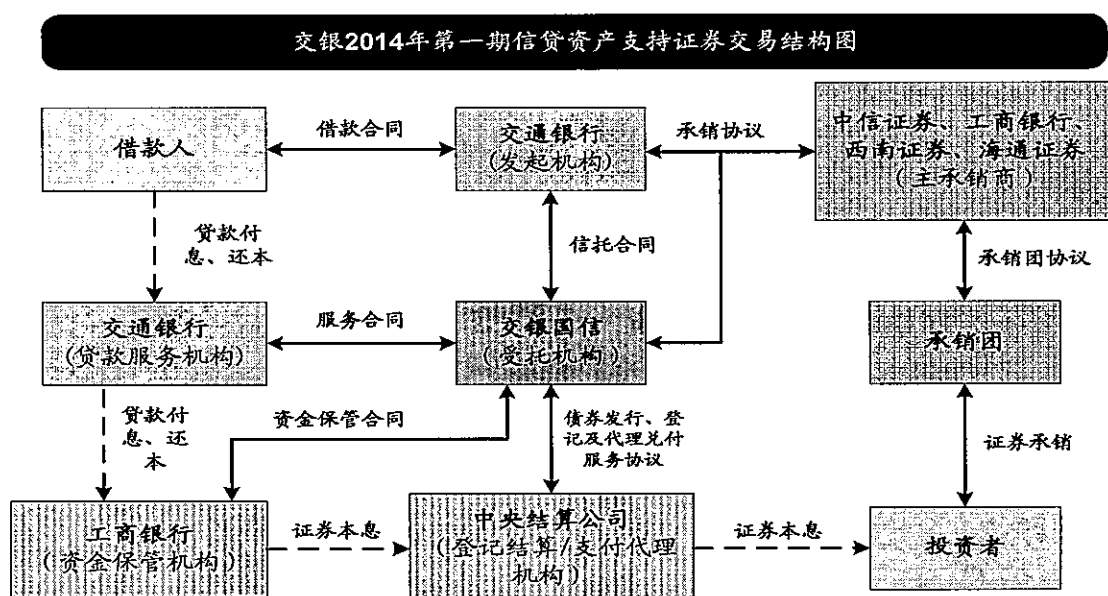 交银2014年第一期信贷资产支持证券交易结构图
借款人
借款合同
交通银行
(发起机构)
承销协议
中信证券、工商银行、
西南证券、海通证券
(主承销商)
贷款付
息、还本
信托合同
承销团协议
交通银行
(贷款服务机构)
服务合同
交银国信
(受托机构)
承销团
贷款付
息、还
本
资金保管合同
债券发行、登
记及代理兑付
服务协议
证券承销
工商银行
(资金保管机构)
证券本息
中央结算公司
(登记结算/支付代理
机构)
证券本息
投资者